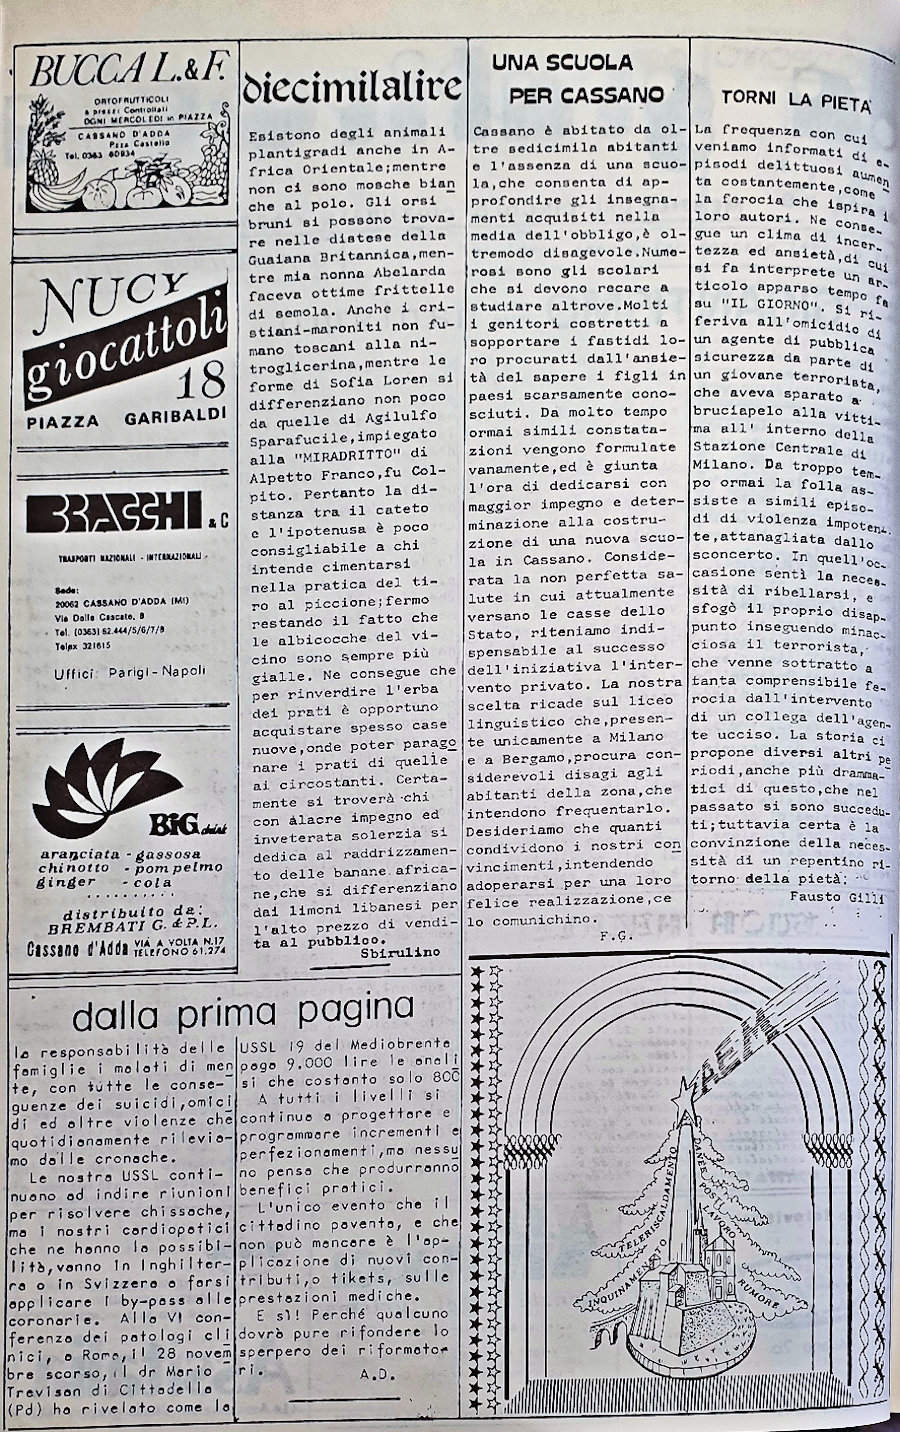 BUCCA L. & F.
ORTOFRUTTICOLI
a prezzi Controllati
OGNI MERCOLEDI in PIAZZA
CASSANO D'ADDA
P.zza Castello
Tel. 0363 60934
NUCY
giocattoli
18
PIAZZA GARIBALDI
BRACCHI & C
TRASPORTI NAZIONALI - INTERNAZIONALI -
Sede:
20062 CASSANO D'ADDA (MI)
Via Dalle Cascate, 8
Tel. (0363) 62.444/5/6/7/8
Telex 321615
Uffici: Parigi-Napoli
BiG drink
aranciata - gassosa
chinotto - pompelmo
ginger - cola
distribuito da:
BREMBATI G. & P.L.
Cassano d'Adda VIA A VOLTA N.17
TELEFONO 61.274
diecimilalire
Esistono degli animali
plantigradi anche in A-
frica Orientale;mentre
non ci sono mosche bian
che al polo. Gli orsi
bruni si possono trova-
re nelle distese della
Guaiana Britannica,men-
tre mia nonna Abelarda
faceva ottime frittelle
di semola. Anche i cri-
stiani-maroniti non fu-
mano toscani alla ni-
troglicerina,mentre le
forme di Sofia Loren si
differenziano non poco
da quelle di Agilulfo
Sparafucile,impiegato
alla "MIRADRITTO" di
Alpetto Franco,fu Col-
pito. Pertanto la di-
stanza tra il cateto
e l'ipotenusa è poco
consigliabile a chi
intende cimentarsi
nella pratica del ti-
ro al piccione;fermo
restando il fatto che
le albicocche del vi-
cino sono sempre più
gialle. Ne consegue che
per rinverdire l'erba
dei prati è opportuno
acquistare spesso case
nuove,onde poter parago
nare i prati di quelle
ai circostanti. Certa-
mente si troverà chi
con alacre impegno ed
inveterata solerzia si
dedica al raddrizzamen-
to delle banane africa-
ne,che si differenziano
dai limoni libanesi per
l'alto prezzo di vendi-
ta al pubblico.
Sbirulino
UNA SCUOLA
PER CASSANO
Cassano è abitato da ol-
tre sedicimila abitanti
e l'assenza di una scuo-
la,che consenta di ap-
profondire gli insegna-
menti acquisiti nella
media dell'obbligo,è ol-
tremodo disagevole.Nume-
rosi sono gli scolari
che si devono recare a
studiare altrove.Molti
i genitori costretti a
sopportare i fastidi lo-
ro procurati dall'ansie-
tà del sapere i figli in
paesi scarsamente cono-
sciuti. Da molto tempo
ormai simili constata-
zioni vengono formulate
vanamente,ed è giunta
l'ora di dedicarsi con
maggior impegno e deter-
minazione alla costru-
zione di una nuova scuo-
la in Cassano. Conside-
rata la non perfetta sa-
lute in cui attualmente
versano le casse dello
Stato, riteniamo indi-
spensabile al successo
dell'iniziativa l'inter-
vento privato. La nostra
scelta ricade sul liceo
linguistico che,presen-
te unicamente a Milano
e a Bergamo,procura con-
siderevoli disagi agli
abitanti della zona,che
intendono frequentarlo.
Desideriamo che quanti
condividono i nostri con
vincimenti,intendendo
adoperarsi per una loro
felice realizzazione,ce
lo comunichino.
F.G.
TORNI LA PIETA'
La frequenza con cui
veniamo informati di e-
pisodi delittuosi aumen
ta costantemente,come
la ferocia che ispira i
loro autori. Ne conse-
gue un clima di incer-
tezza ed ansietà,di cui
si fa interprete un ar-
ticolo apparso tempo fa
su "IL GIORNO". Si ri-
feriva all'omicidio di
un agente di pubblica
sicurezza da parte di
un giovane terrorista,
che aveva sparato a
bruciapelo alla vitti-
ma all' interno della
Stazione Centrale di
Milano. Da troppo tem-
po ormai la folla as-
siste a simili episo-
di di violenza impoten
te,attanagliata dallo
sconcerto. In quell'oc-
casione sentì la neces-
sità di ribellarsi, e
sfogò il proprio disap-
punto inseguendo minac-
ciosa il terrorista,
che venne sottratto a
tanta comprensibile fe-
rocia dall'intervento
di un collega dell'agen-
te ucciso. La storia ci
propone diversi altri pe
riodi,anche più dramma-
tici di questo,che nel
passato si sono succedu-
ti;tuttavia certa è la
convinzione della neces-
sità di un repentino ri-
torno della pietà.
Fausto Gilli
dalla prima pagina
la responsabilità delle
famiglie i malati di men
te, con tutte le conse-
guenze dei suicidi,omici
di ed altre violenze che
quotidianamente rilevia-
mo dalle cronache.
Le nostra USSL conti-
nuano ad indire riunioni
per risolvere chissache,
ma i nostri cardiopatici
che ne hanno la possibi-
lità,vanno in Inghilter-
ra o in Svizzera a farsi
applicare i by-pass alle
coronarie. Alla VI con-
ferenza dei patologi cli
nici, a Roma,il 28 novem
bre scorso,il dr Mario
Trevisan di Cittadella
(Pd) ha rivelato come la
USSL 19 del Mediobrenta
paga 9.000 lire le anali
si che costano solo 800
A tutti i livelli si
continua a progettare e
programmare incrementi e
perfezionamenti,ma nessu
no pensa che produrranno
benefici pratici.
L'unico evento che il
cittadino paventa, e che
non può mancare è l'ap-
plicazione di nuovi con-
tributi,o tikets, sulle
prestazioni mediche.
E sì! Perché qualcuno
dovrà pure rifondere lo
sperpero dei riformato-
ri.
A.D.
AEM
TELERISCALDAMENTO
DANEE
POSTI
LAVORO
INQUINAMENTO
RUMORE